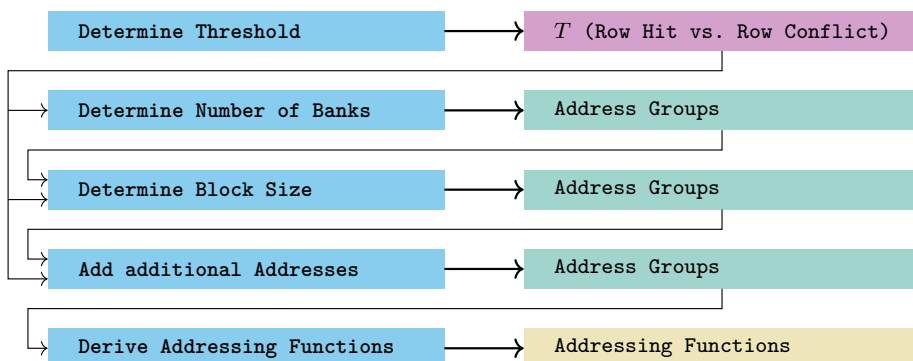 Determine Threshold
T (Row Hit vs. Row Conflict)
Determine Number of Banks
Address Groups
Determine Block Size
Address Groups
Add additional Addresses
Address Groups
Derive Addressing Functions
Addressing Functions